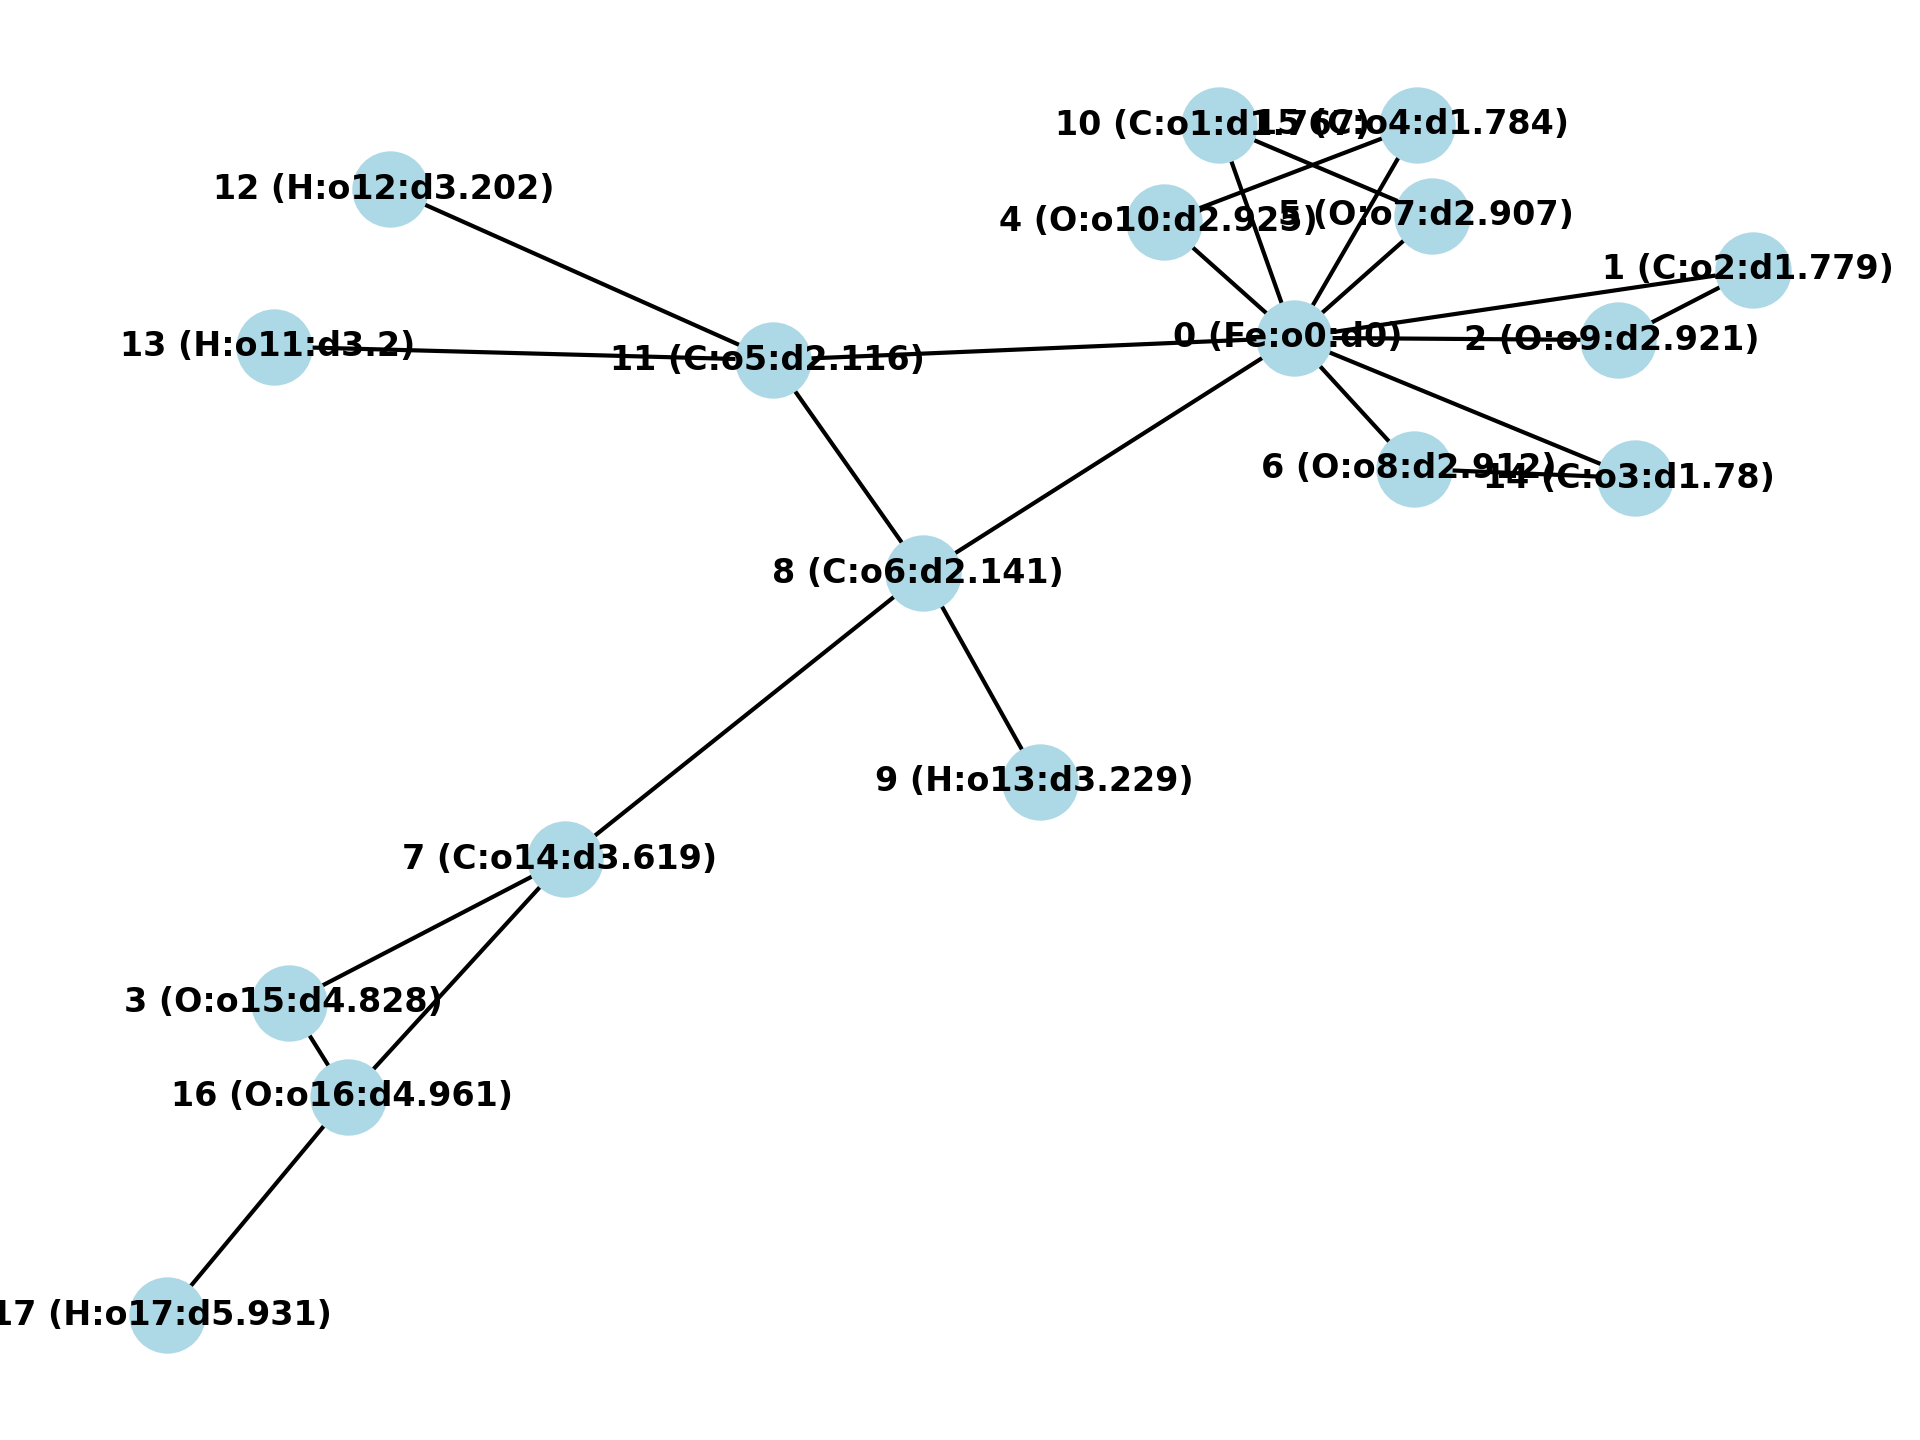 10 (C:o1:d1.767)
15 (C:o4:d1.784)
12 (H:o12:d3.202)
4 (O:o10:d2.925)
5 (O:o7:d2.907)
1 (C:o2:d1.779)
0 (Fe:o0:d0)
2 (O:o9:d2.921)
13 (H:o11:d3.2)
11 (C:o5:d2.116)
6 (O:o8:d2.912)
14 (C:o3:d1.78)
8 (C:o6:d2.141)
9 (H:o13:d3.229)
7 (C:o14:d3.619)
3 (O:o15:d4.828)
16 (O:o16:d4.961)
17 (H:o17:d5.931)